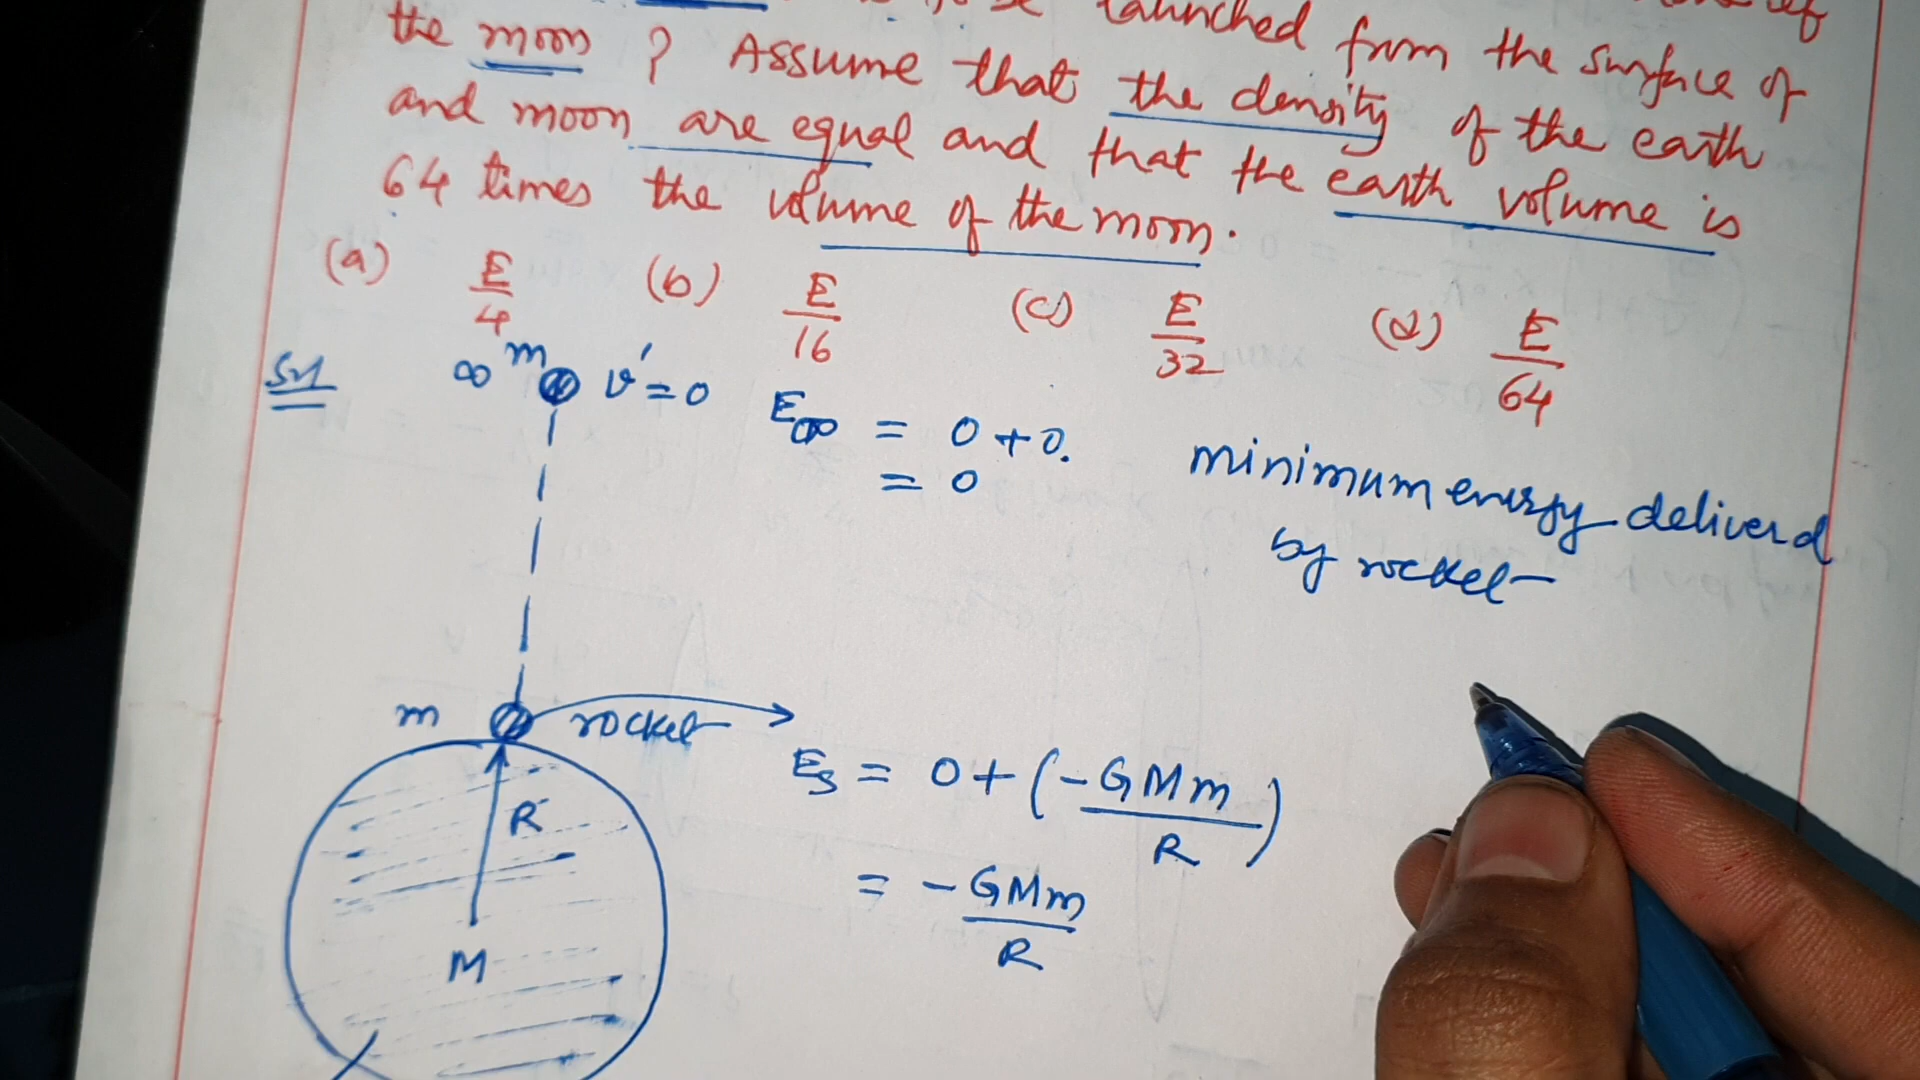 launched from the surface of
the moon ? Assume that the density of the earth
and moon are equal and that the earth volume is
64 times the volume of the moon.
(a) E/4 (b) E/16 (c) E/32 (d) E/64
Sol
∞ m v' = 0
E∞ = 0 + 0.
= 0
minimum energy deliverd
by rocket
m rocket
Es = 0 + (-GMm/R)
= -GMm/R
R
M